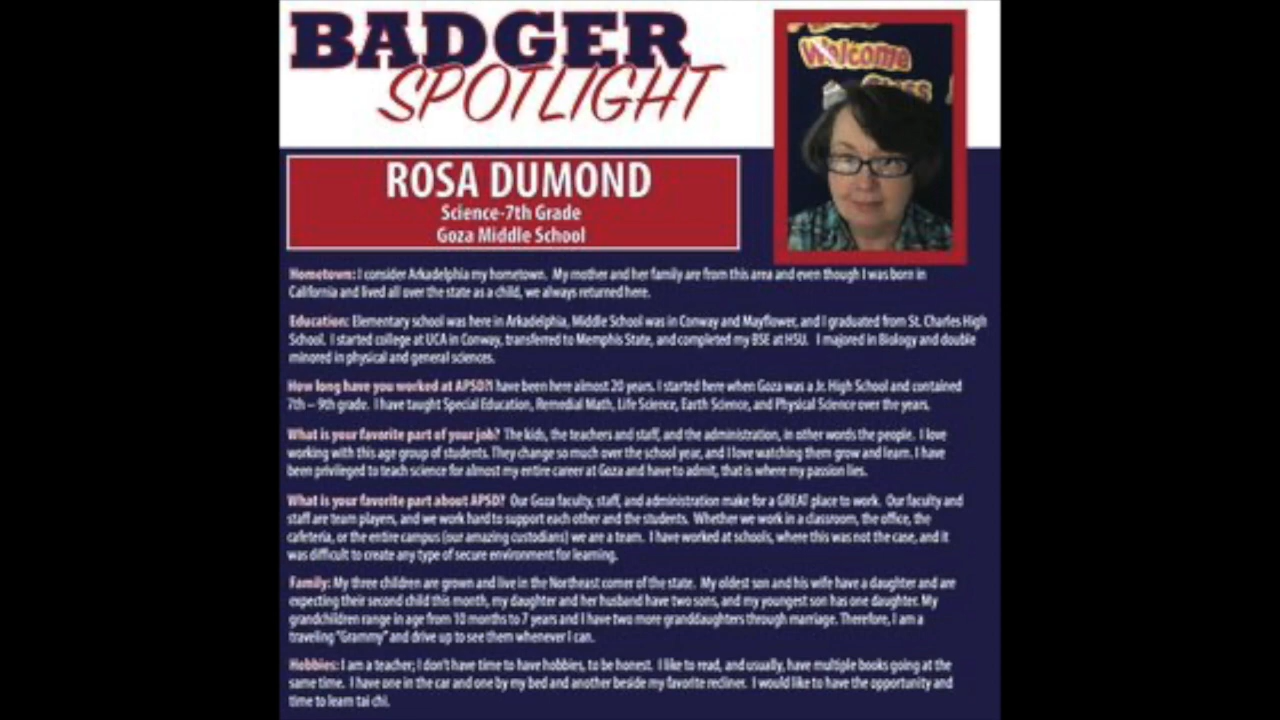 BADGER
SPOTLIGHT
Welcome
ROSA DUMOND
Science-7th Grade
Goza Middle School
Hometown: I consider Arkadelphia my hometown. My mother and her family are from this area and even though I was born in
California and lived all over the state as a child, we always returned here.
Education: Elementary school was here in Arkadelphia, Middle School was in Conway and Mayflower, and I graduated from St. Charles High
School. I started college at UCA in Conway, transferred to Memphis State, and completed my BSE at HSU. I majored in Biology and double
minored in physical and general sciences.
How long have you worked at APSD?I have been here almost 20 years. I started here when Goza was a Jr. High School and contained
7th – 9th grade. I have taught Special Education, Remedial Math, Life Science, Earth Science, and Physical Science over the years.
What is your favorite part of your job? The kids, the teachers and staff, and the administration, in other words the people. I love
working with this age group of students. They change so much over the school year, and I love watching them grow and learn. I have
been privileged to teach science for almost my entire career at Goza and have to admit, that is where my passion lies.
What is your favorite part about APSD? Our Goza faculty, staff, and administration make for a GREAT place to work. Our faculty and
staff are team players, and we work hard to support each other and the students. Whether we work in a classroom, the office, the
cafeteria, or the entire campus (our amazing custodians) we are a team. I have worked at schools, where this was not the case, and it
was difficult to create any type of secure environment for learning.
Family: My three children are grown and live in the Northeast corner of the state. My oldest son and his wife have a daughter and are
expecting their second child this month, my daughter and her husband have two sons, and my youngest son has one daughter. My
grandchildren range in age from 10 months to 7 years and I have two more granddaughters through marriage. Therefore, I am a
traveling "Grammy" and drive up to see them whenever I can.
Hobbies: I am a teacher; I don't have time to have hobbies, to be honest. I like to read, and usually, have multiple books going at the
same time. I have one in the car and one by my bed and another beside my favorite recliner. I would like to have the opportunity and
time to learn tai chi.